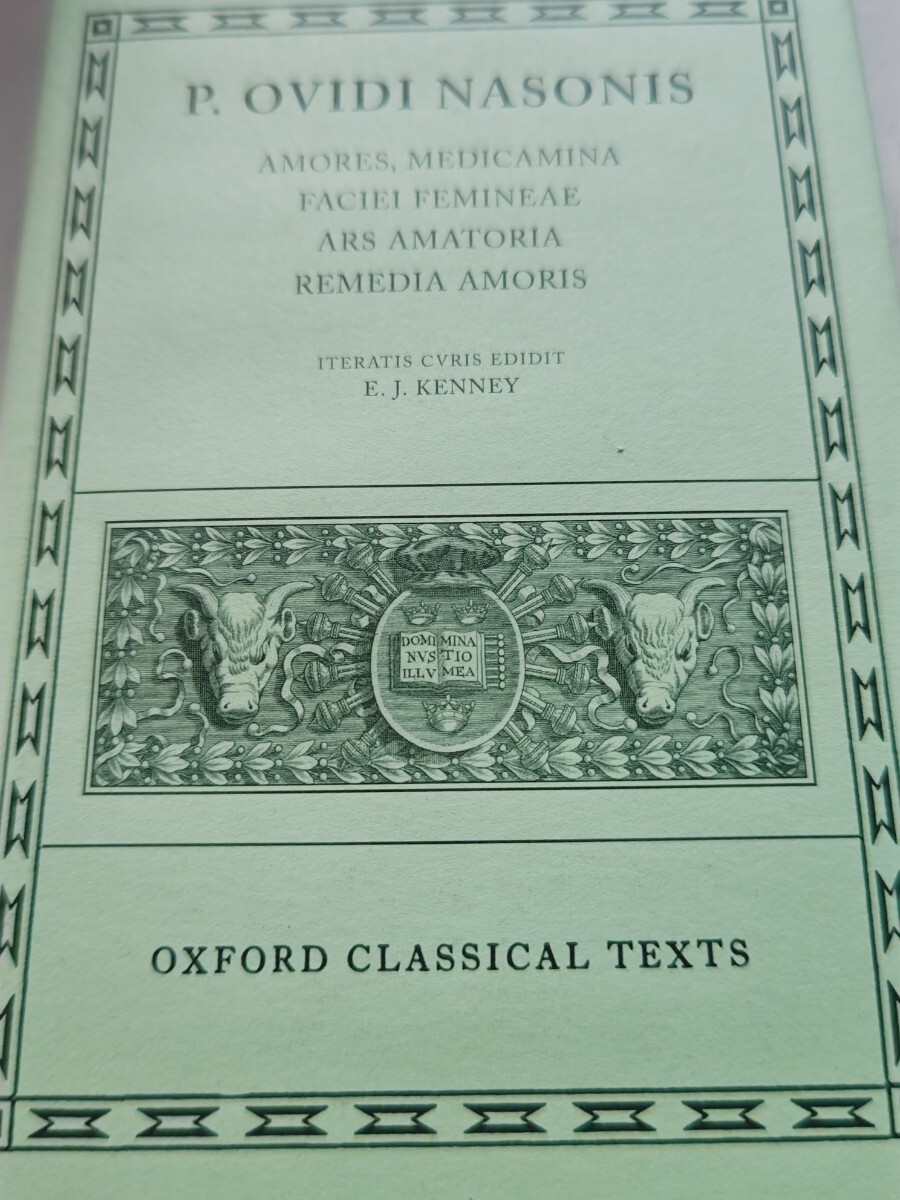 P. OVIDI NASONIS
AMORES, MEDICAMINA
FACIEI FEMINEAE
ARS AMATORIA
REMEDIA AMORIS
ITERATIS CVRIS EDIDIT
E. J. KENNEY
DOMI MINA
NVS TIO
ILLV MEA
OXFORD CLASSICAL TEXTS